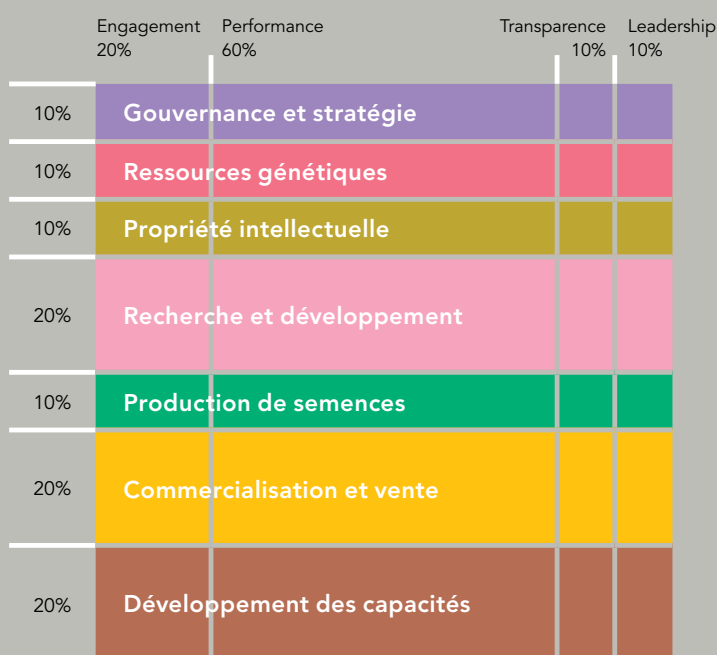 Engagement Performance Transparence Leadership
20% 60% 10% 10%
10% Gouvernance et stratégie
10% Ressources génétiques
10% Propriété intellectuelle
20% Recherche et développement
10% Production de semences
20% Commercialisation et vente
20% Développement des capacités